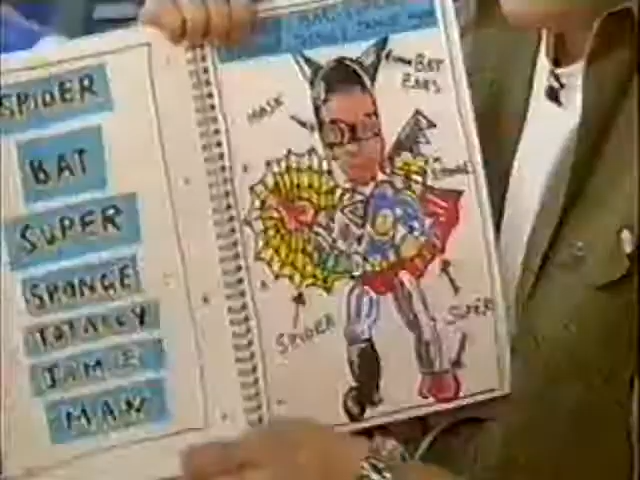 SPIDER
BAT
SUPER
SPONGE
TOTALLY
JAMIE
MAN
BAT
EARS
MASK
SPIDER
SUPER